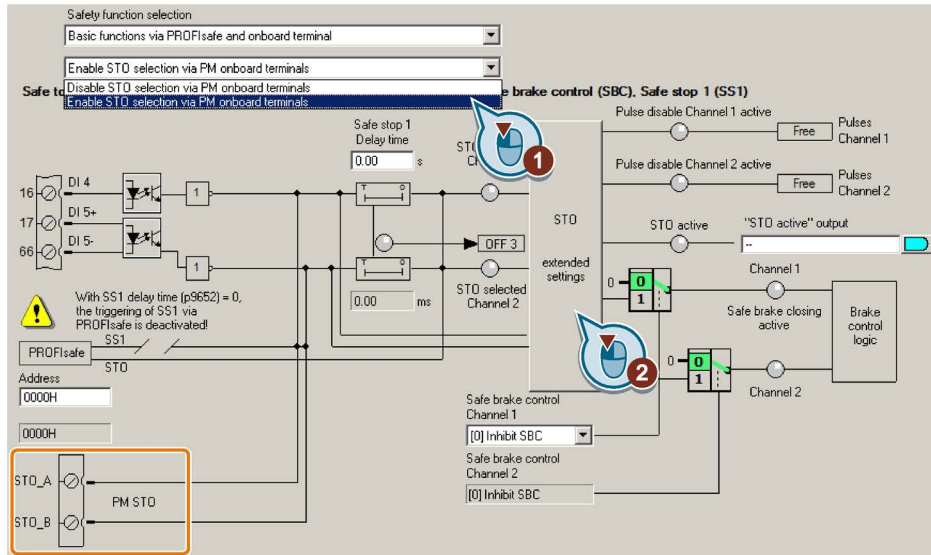 Safety function selection
Basic functions via PROFIsafe and onboard terminal
Enable STO selection via PM onboard terminals
Disable STO selection via PM onboard terminals
Enable STO selection via PM onboard terminals
Safe to
e brake control (SBC), Safe stop 1 (SS1)
Safe stop 1
Delay time
0.00 s
STO
Ch
1
Pulse disable Channel 1 active
Free
Pulses
Channel 1
Pulse disable Channel 2 active
Free
Pulses
Channel 2
16
DI 4
1
17
DI 5+
66
DI 5-
1
T 0
OFF 3
T 0
0.00 ms
STO selected
Channel 2
STO
extended
settings
STO active
"STO active" output
--
0
0
1
Channel 1
Safe brake closing
active
Brake
control
logic
0
0
1
Channel 2
2
With SS1 delay time (p9652) = 0,
the triggering of SS1 via
PROFIsafe is deactivated!
PROFIsafe
SS1
STO
Address
0000H
0000H
Safe brake control
Channel 1
[0] Inhibit SBC
Safe brake control
Channel 2
[0] Inhibit SBC
STO_A
PM STO
STO_B